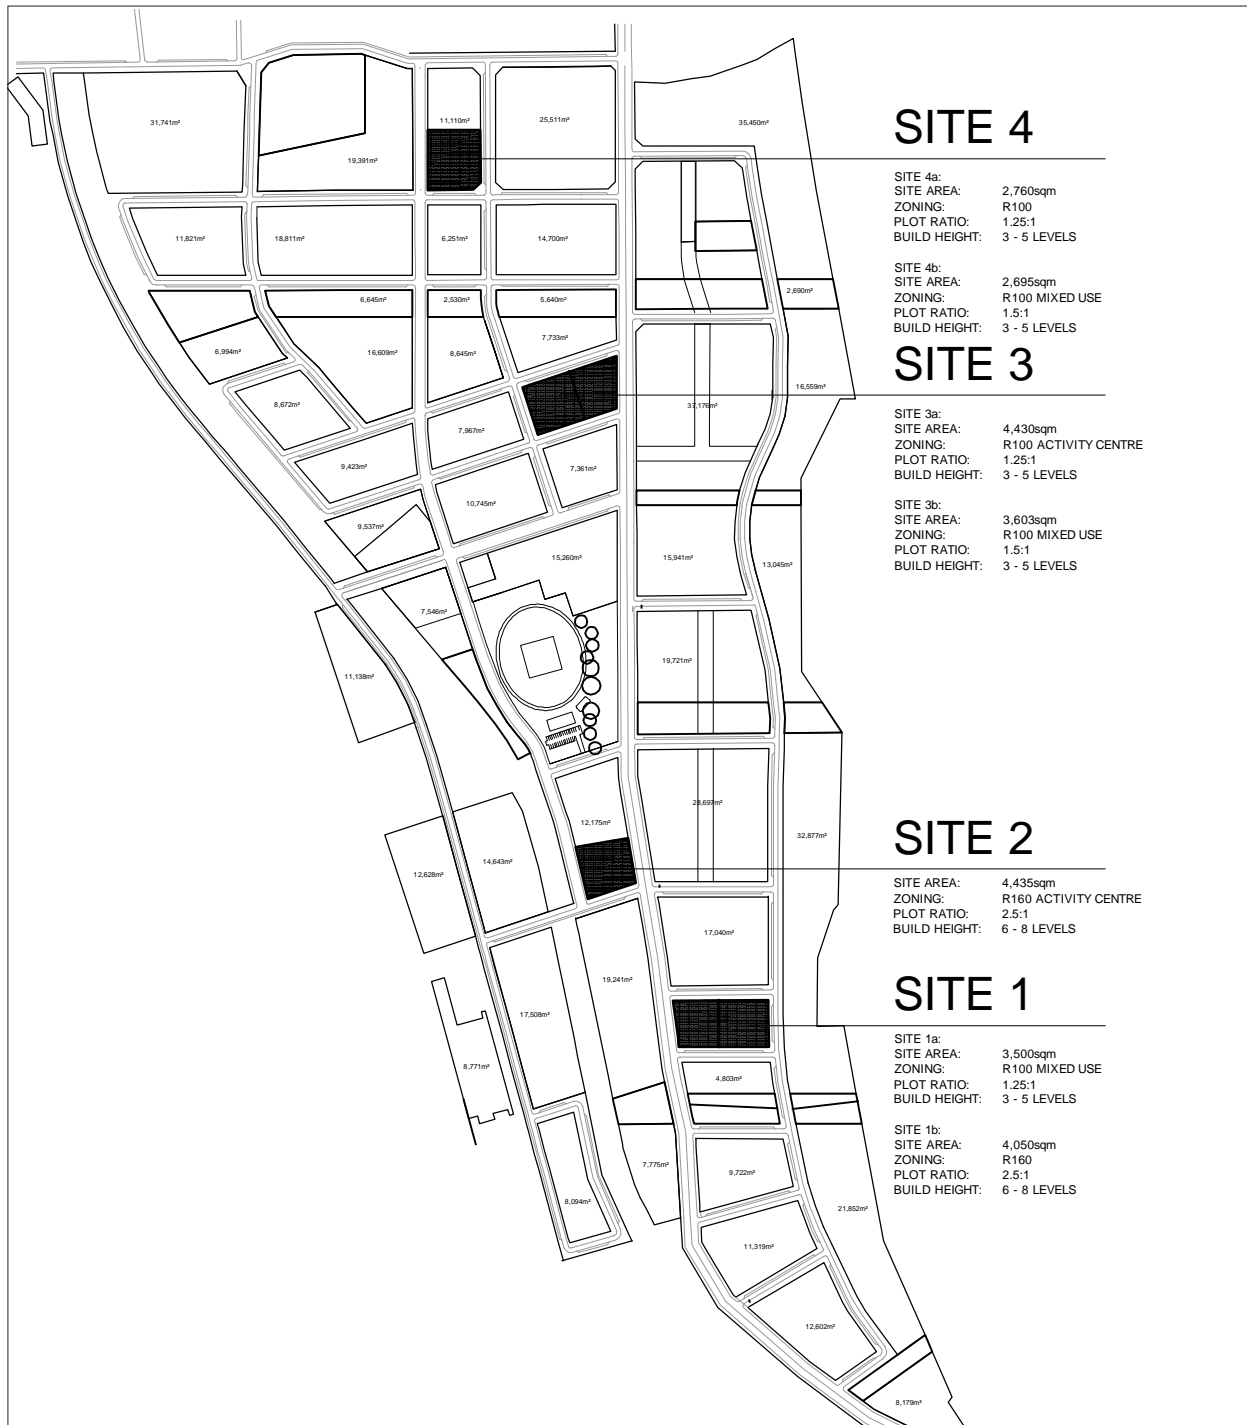 31,741m²
19,391m²
11,110m²
25,511m²
35,450m²
11,821m²
18,811m²
6,251m²
14,700m²
6,645m²
2,530m²
5,640m²
2,690m²
6,994m²
16,609m²
8,645m²
7,733m²
16,559m²
8,672m²
37,176m²
7,967m²
9,423m²
7,361m²
10,745m²
9,537m²
15,260m²
15,941m²
13,045m²
7,546m²
19,721m²
11,138m²
28,697m²
12,175m²
32,877m²
14,643m²
12,628m²
17,040m²
19,241m²
17,508m²
8,771m²
4,803m²
7,775m²
9,722m²
8,094m²
21,852m²
11,319m²
12,602m²
8,179m²
SITE 4
SITE 4a:
SITE AREA: 2,760sqm
ZONING: R100
PLOT RATIO: 1.25:1
BUILD HEIGHT: 3 - 5 LEVELS
SITE 4b:
SITE AREA: 2,695sqm
ZONING: R100 MIXED USE
PLOT RATIO: 1.5:1
BUILD HEIGHT: 3 - 5 LEVELS
SITE 3
SITE 3a:
SITE AREA: 4,430sqm
ZONING: R100 ACTIVITY CENTRE
PLOT RATIO: 1.25:1
BUILD HEIGHT: 3 - 5 LEVELS
SITE 3b:
SITE AREA: 3,603sqm
ZONING: R100 MIXED USE
PLOT RATIO: 1.5:1
BUILD HEIGHT: 3 - 5 LEVELS
SITE 2
SITE AREA: 4,435sqm
ZONING: R160 ACTIVITY CENTRE
PLOT RATIO: 2.5:1
BUILD HEIGHT: 6 - 8 LEVELS
SITE 1
SITE 1a:
SITE AREA: 3,500sqm
ZONING: R100 MIXED USE
PLOT RATIO: 1.25:1
BUILD HEIGHT: 3 - 5 LEVELS
SITE 1b:
SITE AREA: 4,050sqm
ZONING: R160
PLOT RATIO: 2.5:1
BUILD HEIGHT: 6 - 8 LEVELS